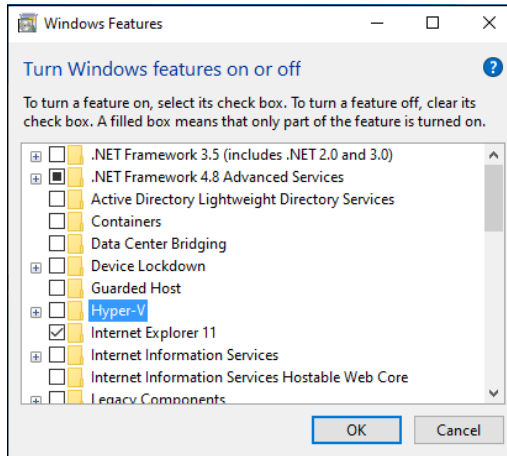 Windows Features
Turn Windows features on or off
?
To turn a feature on, select its check box. To turn a feature off, clear its
check box. A filled box means that only part of the feature is turned on.
.NET Framework 3.5 (includes .NET 2.0 and 3.0)
.NET Framework 4.8 Advanced Services
Active Directory Lightweight Directory Services
Containers
Data Center Bridging
Device Lockdown
Guarded Host
Hyper-V
Internet Explorer 11
Internet Information Services
Internet Information Services Hostable Web Core
Legacy Components
OK
Cancel